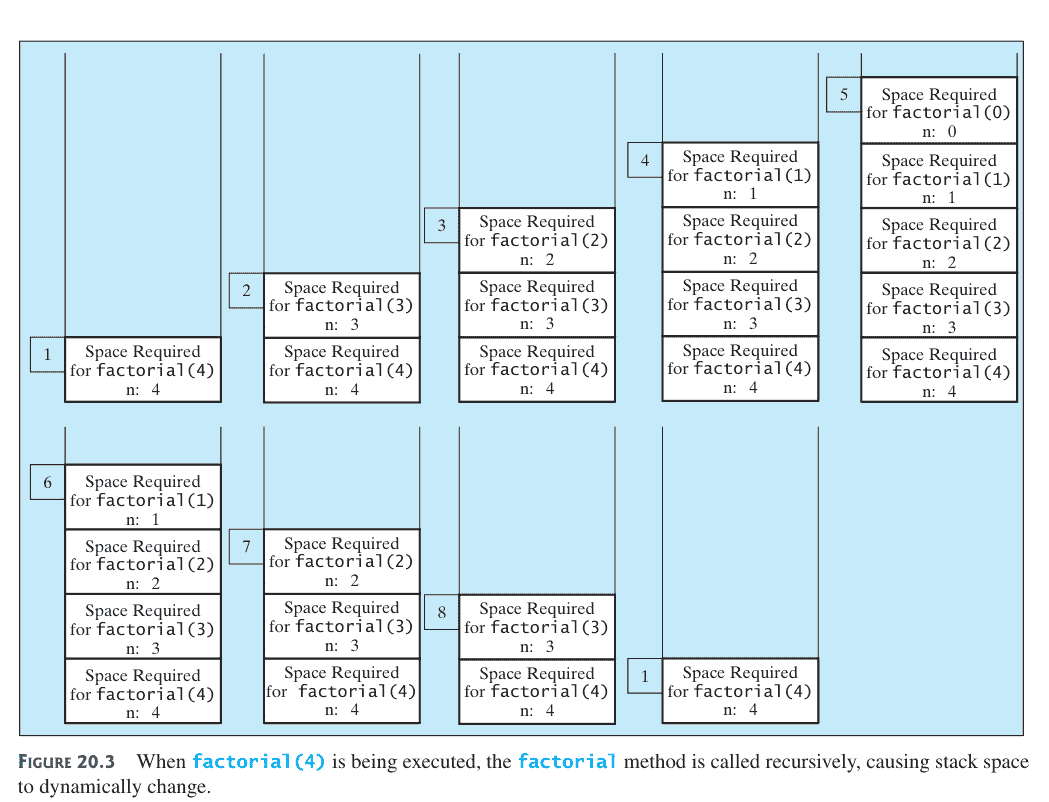 1
Space Required
for factorial(4)
n: 4
2
Space Required
for factorial(3)
n: 3
Space Required
for factorial(4)
n: 4
3
Space Required
for factorial(2)
n: 2
Space Required
for factorial(3)
n: 3
Space Required
for factorial(4)
n: 4
4
Space Required
for factorial(1)
n: 1
Space Required
for factorial(2)
n: 2
Space Required
for factorial(3)
n: 3
Space Required
for factorial(4)
n: 4
5
Space Required
for factorial(0)
n: 0
Space Required
for factorial(1)
n: 1
Space Required
for factorial(2)
n: 2
Space Required
for factorial(3)
n: 3
Space Required
for factorial(4)
n: 4
6
Space Required
for factorial(1)
n: 1
Space Required
for factorial(2)
n: 2
Space Required
for factorial(3)
n: 3
Space Required
for factorial(4)
n: 4
7
Space Required
for factorial(2)
n: 2
Space Required
for factorial(3)
n: 3
Space Required
for factorial(4)
n: 4
8
Space Required
for factorial(3)
n: 3
Space Required
for factorial(4)
n: 4
1
Space Required
for factorial(4)
n: 4
FIGURE 20.3 When factorial(4) is being executed, the factorial method is called recursively, causing stack space
to dynamically change.